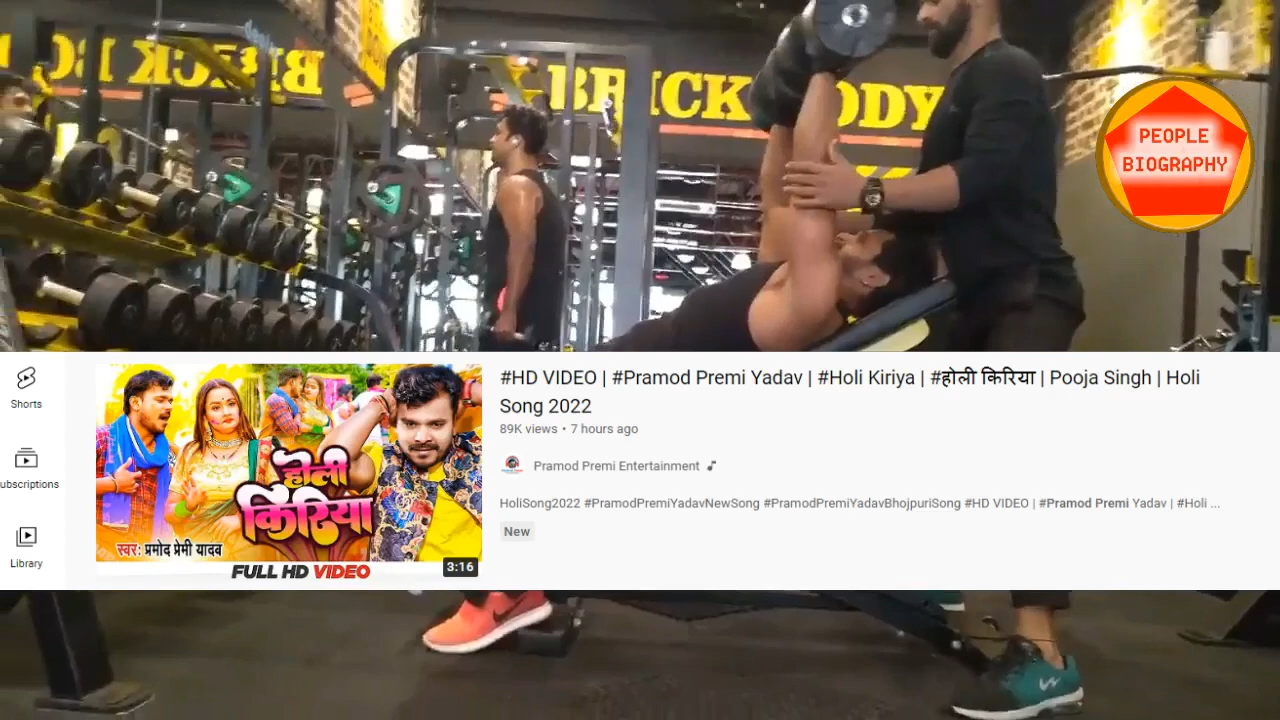 BRICK BODY
PEOPLE
BIOGRAPHY
Shorts
ubscriptions
Library
होली
किरिया
स्वर: प्रमोद प्रेमी यादव
FULL HD VIDEO
3:16
#HD VIDEO | #Pramod Premi Yadav | #Holi Kiriya | #होली किरिया | Pooja Singh | Holi
Song 2022
89K views • 7 hours ago
Pramod Premi Entertainment
HoliSong2022 #PramodPremiYadavNewSong #PramodPremiYadavBhojpuriSong #HD VIDEO | #Pramod Premi Yadav | #Holi ...
New